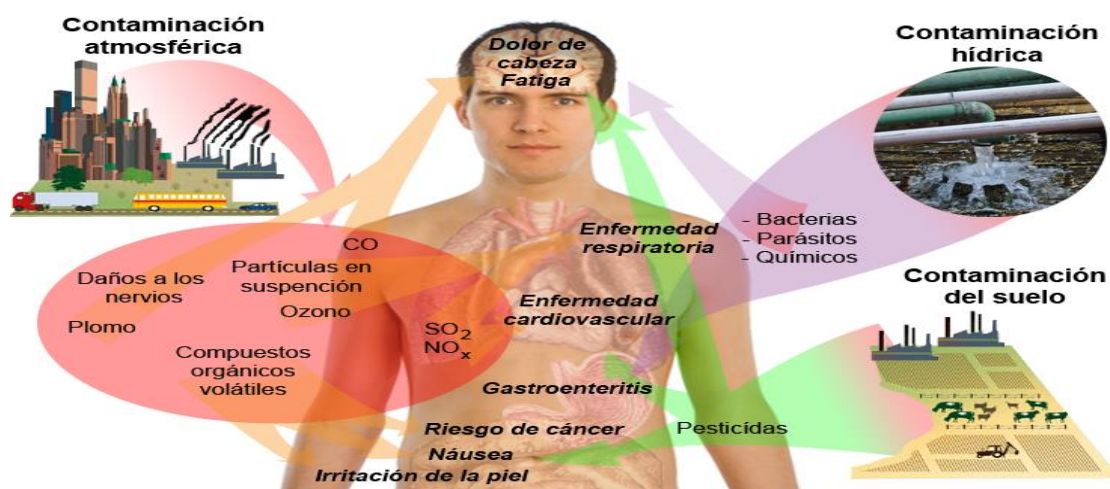 Contaminación
atmosférica
Dolor de
cabeza
Fatiga
Contaminación
hídrica
CO
Daños a los
nervios
Partículas en
suspención
Ozono
Plomo
SO₂
NOₓ
Compuestos
orgánicos
volátiles
Enfermedad
respiratoria
- Bacterias
- Parásitos
- Químicos
Enfermedad
cardiovascular
Contaminación
del suelo
Gastroenteritis
Riesgo de cáncer
Pesticídas
Náusea
Irritación de la piel